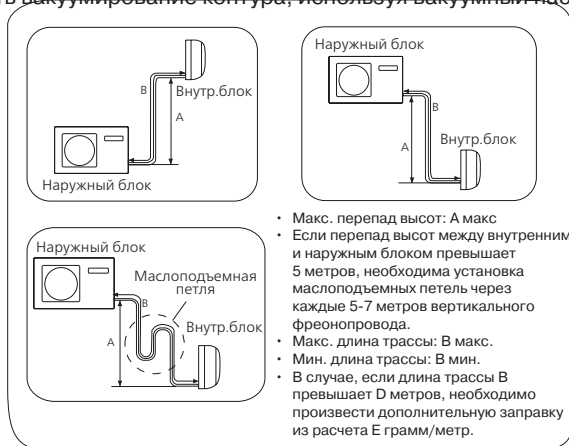 вакуумирование контура, используя вакуумный
Внутр.блок
B
A
Наружный блок
Наружный блок
B
A
Внутр.блок
Наружный блок
Маслоподъемная
петля
B
Внутр.блок
A
• Макс. перепад высот: A макс
• Если перепад высот между внутренним
и наружным блоком превышает
5 метров, необходима установка
маслоподъемных петель через
каждые 5-7 метров вертикального
фреонопровода.
• Макс. длина трассы: B макс.
• Мин. длина трассы: B мин.
• В случае, если длина трассы B
превышает D метров, необходимо
произвести дополнительную заправку
из расчета E грамм/метр.